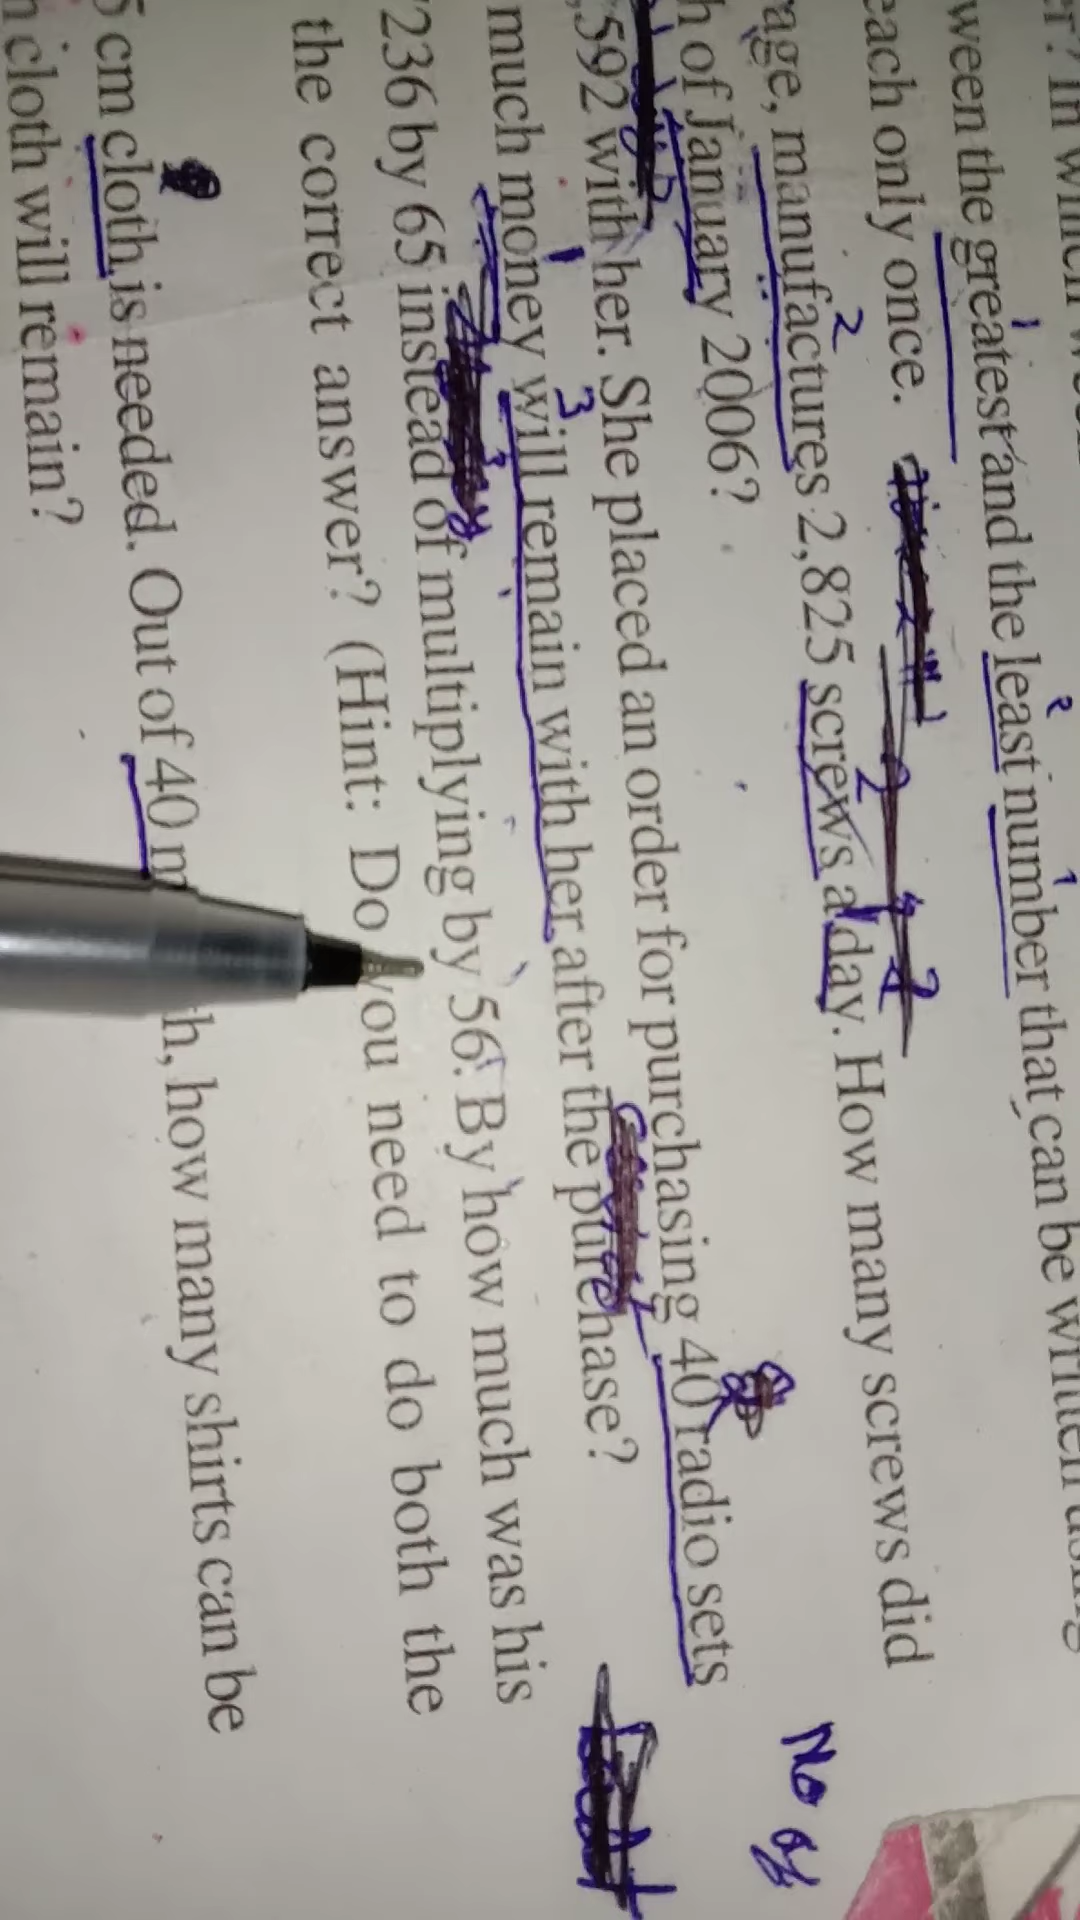 ween the greatest and the least number that can be
each only once.
age, manufactures 2,825 screws a day. How many screws did
h of January 2006?
,592 with her. She placed an order for purchasing 40 radio sets
much money will remain with her after the purchase?
236 by 65 instead of multiplying by 56. By how much was his
the correct answer? (Hint: Do you need to do both the
5 cm cloth is needed. Out of 40 m h, how many shirts can be
cloth will remain?
No of